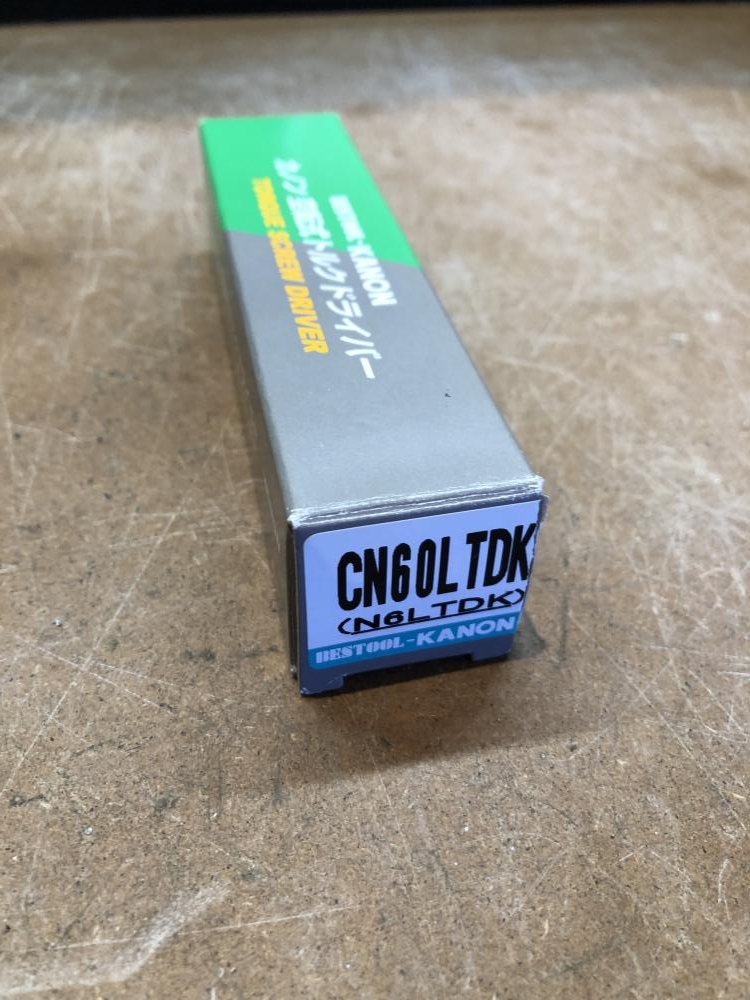 BESTOOL-KANON
カノン空転式トルクドライバー
TORQUE SCREW DRIVER
CN60LTDK
(N6LTDK)
BESTOOL-KANON